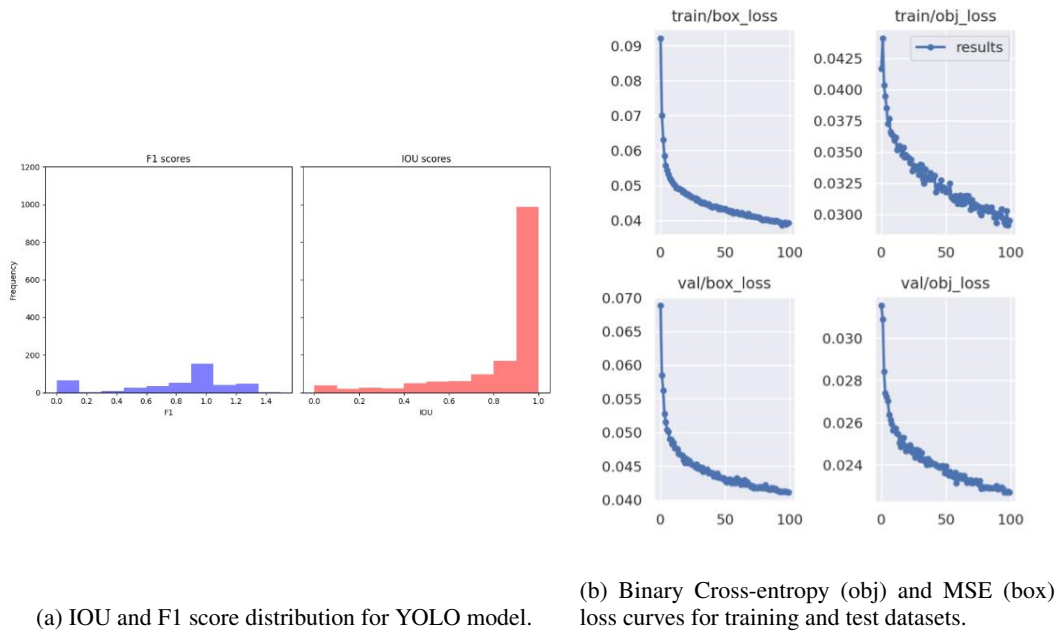 F1 scores
IOU scores
1200
1000
800
600
400
200
0
Frequency
0.0 0.2 0.4 0.6 0.8 1.0 1.2 1.4
F1
0.0 0.2 0.4 0.6 0.8 1.0
IOU
(a) IOU and F1 score distribution for YOLO model.
train/box_loss
0.09
0.08
0.07
0.06
0.05
0.04
0 50 100
train/obj_loss
results
0.0425
0.0400
0.0375
0.0350
0.0325
0.0300
0 50 100
val/box_loss
0.070
0.065
0.060
0.055
0.050
0.045
0.040
0 50 100
val/obj_loss
0.030
0.028
0.026
0.024
0 50 100
(b) Binary Cross-entropy (obj) and MSE (box)
loss curves for training and test datasets.